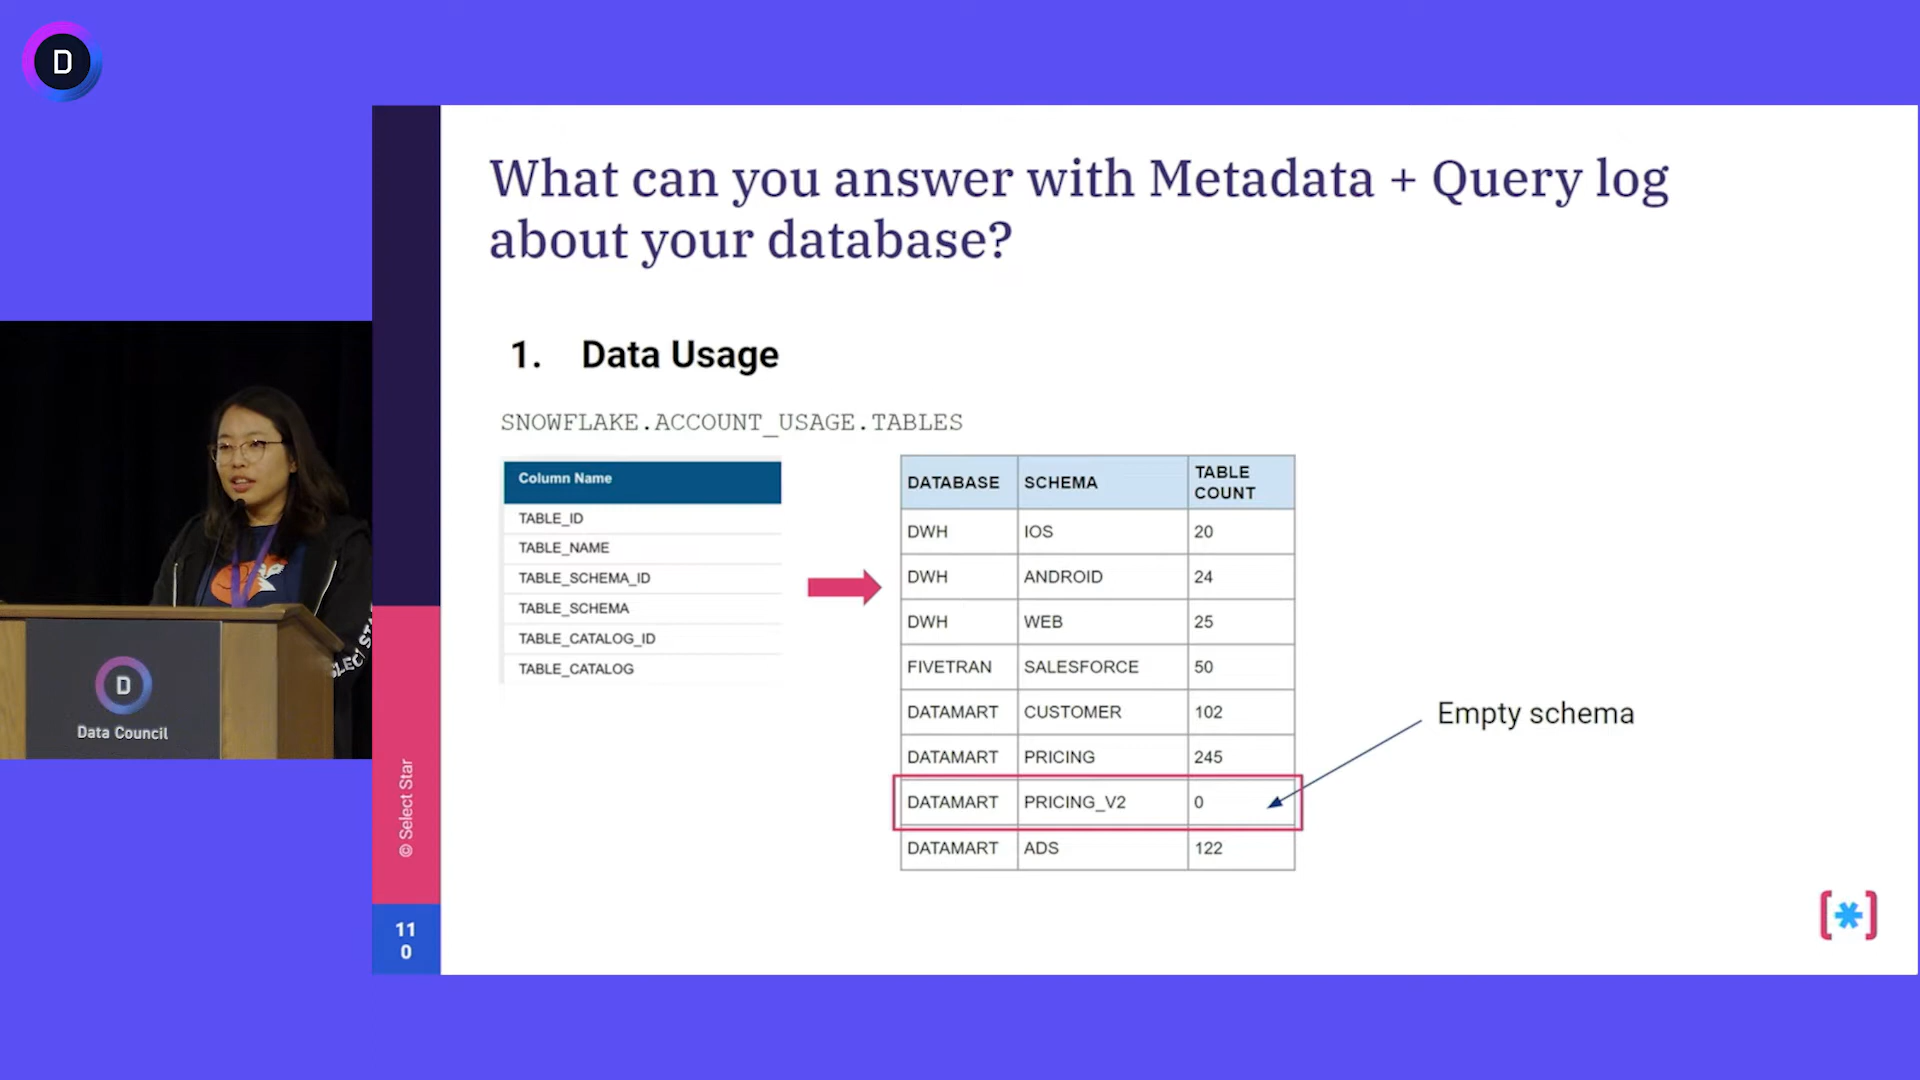 D
What can you answer with Metadata + Query log
about your database?
1. Data Usage
SNOWFLAKE.ACCOUNT_USAGE.TABLES
Column Name
TABLE_ID
TABLE_NAME
TABLE_SCHEMA_ID
TABLE_SCHEMA
TABLE_CATALOG_ID
TABLE_CATALOG
DATABASE SCHEMA TABLE COUNT
DWH IOS 20
DWH ANDROID 24
DWH WEB 25
FIVETRAN SALESFORCE 50
DATAMART CUSTOMER 102
DATAMART PRICING 245
DATAMART PRICING_V2 0
DATAMART ADS 122
Empty schema
© Select Star
11
0
[*]
D
Data Council